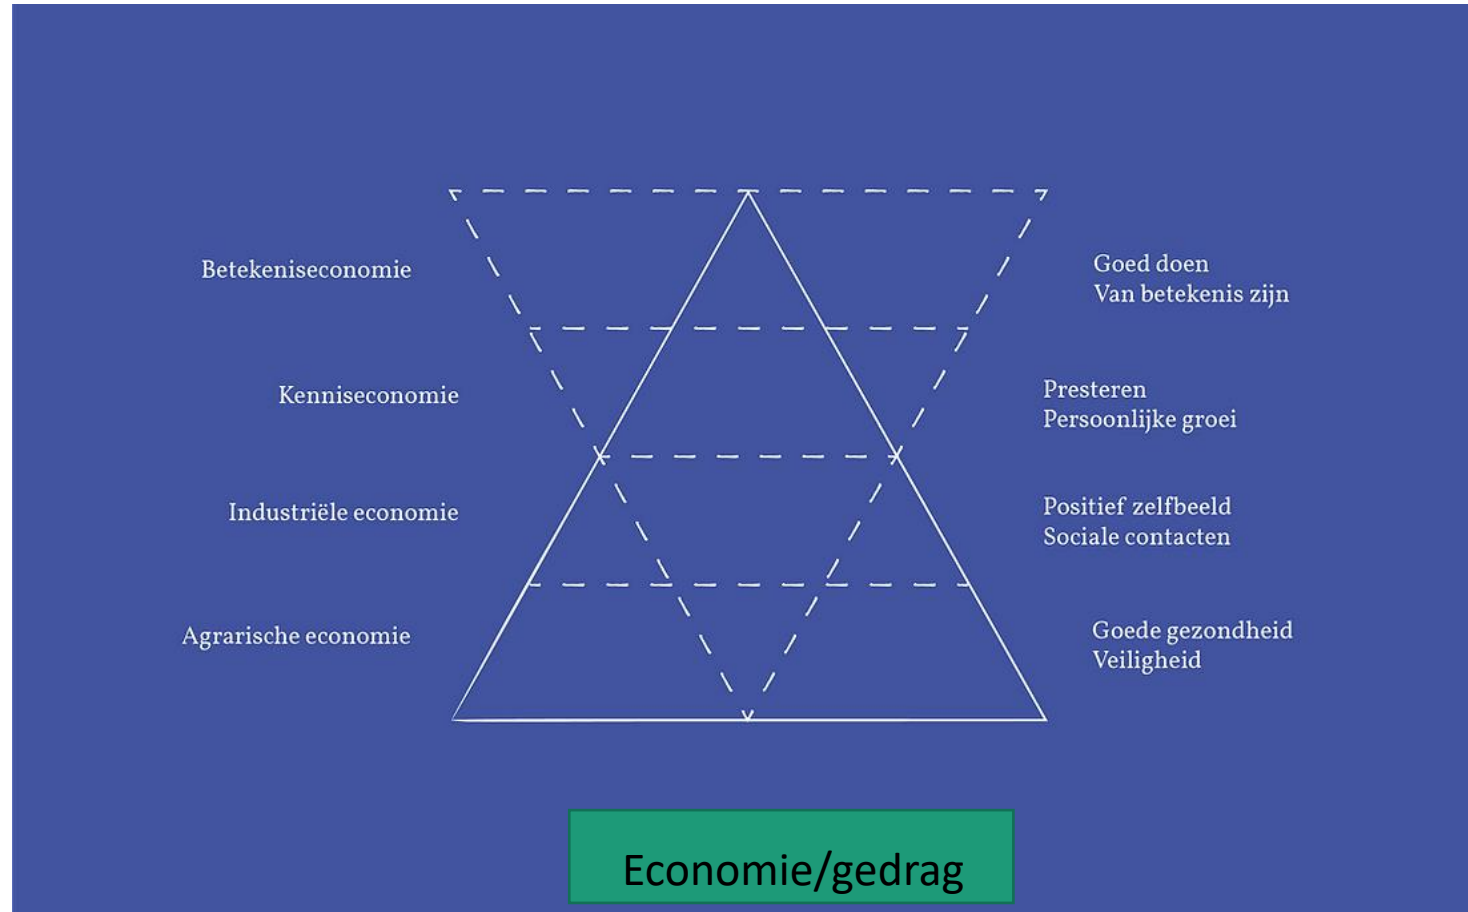 Betekeniseconomie
Goed doen
Van betekenis zijn
Kenniseconomie
Presteren
Persoonlijke groei
Industriële economie
Positief zelfbeeld
Sociale contacten
Agrarische economie
Goede gezondheid
Veiligheid
Economie/gedrag